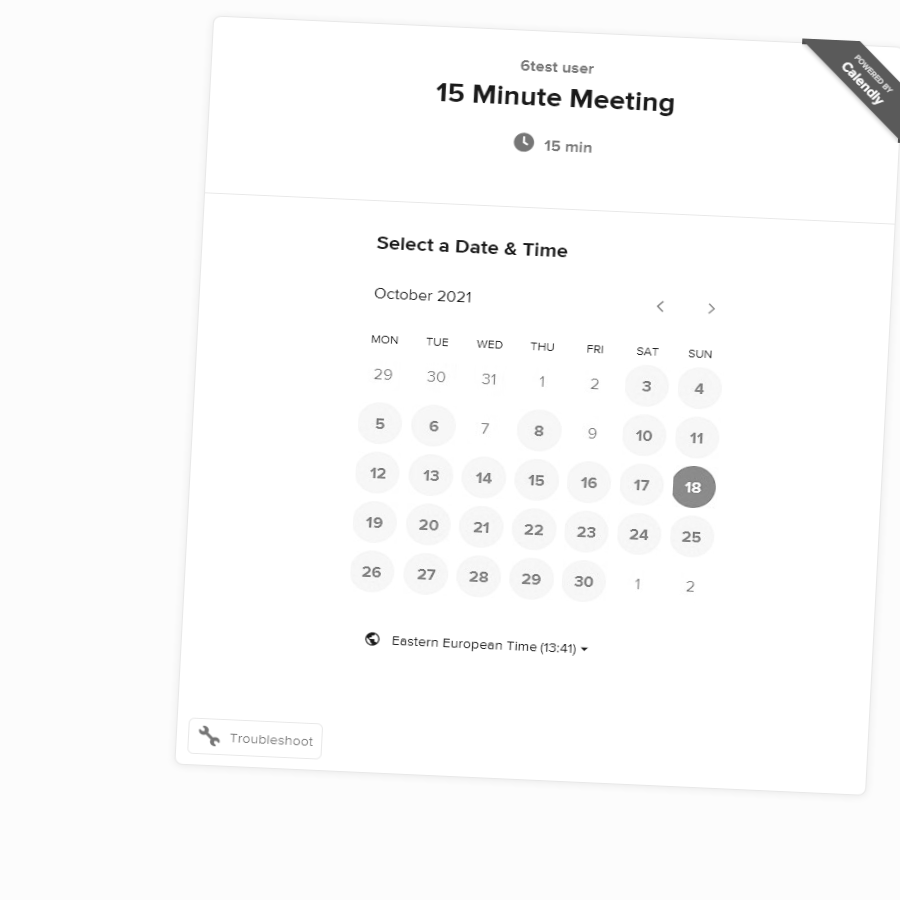 6test user
15 Minute Meeting
15 min
POWERED BY
Calendly
Select a Date & Time
October 2021
MON TUE WED THU FRI SAT SUN
29 30 31 1 2 3 4
5 6 7 8 9 10 11
12 13 14 15 16 17 18
19 20 21 22 23 24 25
26 27 28 29 30 1 2
Eastern European Time (13:41)
Troubleshoot